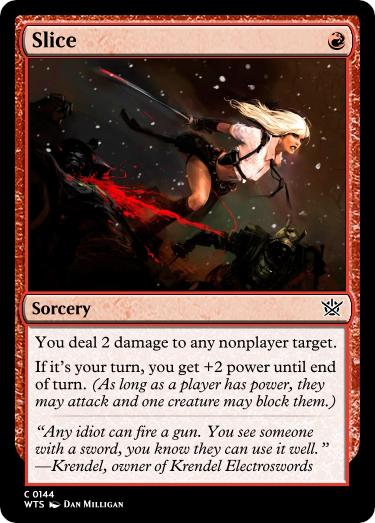 Slice
Sorcery
You deal 2 damage to any nonplayer target.
If it's your turn, you get +2 power until end
of turn. (As long as a player has power, they
may attack and one creature may block them.)
"Any idiot can fire a gun. You see someone
with a sword, you know they can use it well."
—Krendel, owner of Krendel Electroswords
C 0144
WTS Dan Milligan